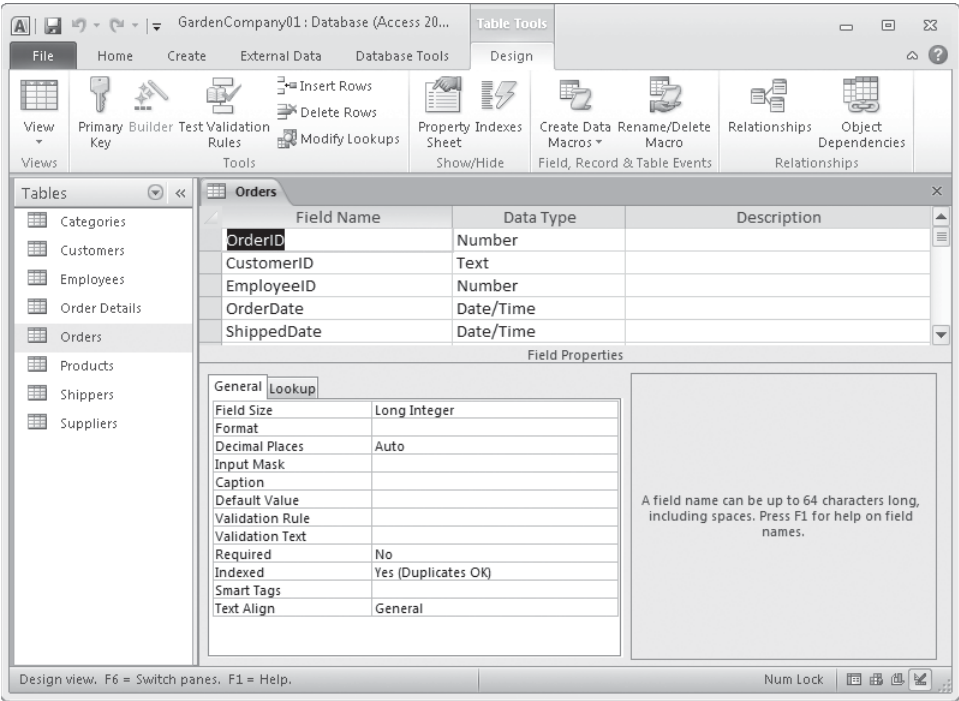 GardenCompany01 : Database (Access 20...
Table Tools
File Home Create External Data Database Tools Design
View
Views
Primary Key
Builder
Test Validation Rules
Insert Rows
Delete Rows
Modify Lookups
Tools
Property Sheet
Indexes
Show/Hide
Create Data Macros
Rename/Delete Macro
Field, Record & Table Events
Relationships
Object Dependencies
Relationships
Tables
Categories
Customers
Employees
Order Details
Orders
Products
Shippers
Suppliers
Orders
Field Name Data Type Description
OrderID Number
CustomerID Text
EmployeeID Number
OrderDate Date/Time
ShippedDate Date/Time
Field Properties
General Lookup
Field Size Long Integer
Format
Decimal Places Auto
Input Mask
Caption
Default Value
Validation Rule
Validation Text
Required No
Indexed Yes (Duplicates OK)
Smart Tags
Text Align General
A field name can be up to 64 characters long,
including spaces. Press F1 for help on field
names.
Design view. F6 = Switch panes. F1 = Help.
Num Lock